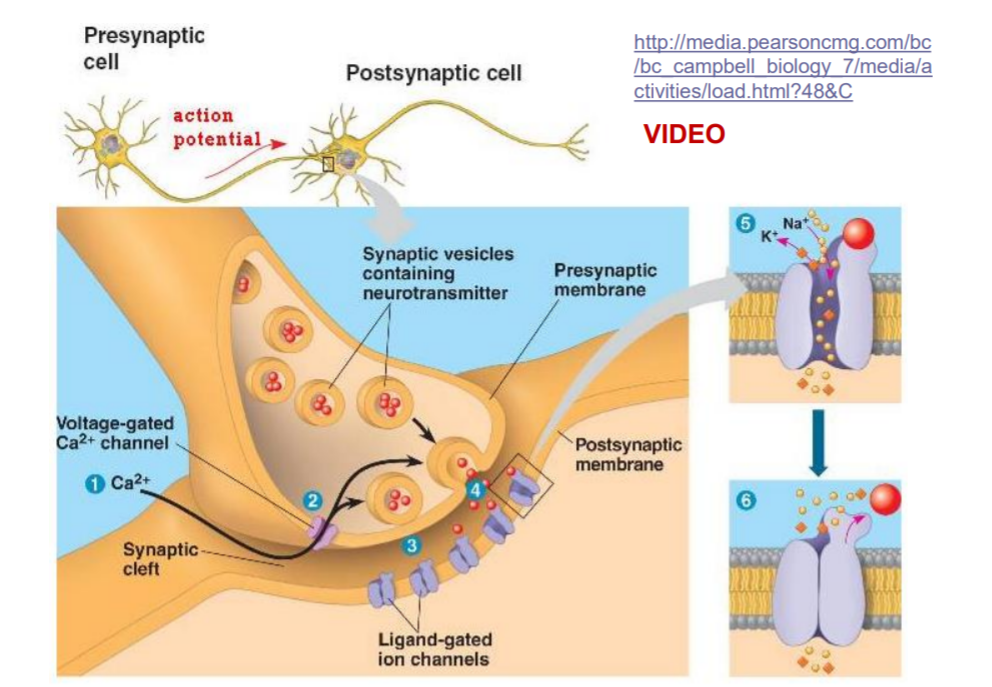 Presynaptic
cell
Postsynaptic cell
action
potential
http://media.pearsoncmg.com/bc
/bc_campbell_biology_7/media/a
ctivities/load.html?48&C
VIDEO
Synaptic vesicles
containing
neurotransmitter
Presynaptic
membrane
Voltage-gated
Ca2+ channel
1 Ca2+
2
3
4
Postsynaptic
membrane
Synaptic
cleft
Ligand-gated
ion channels
5
Na+
K+
6